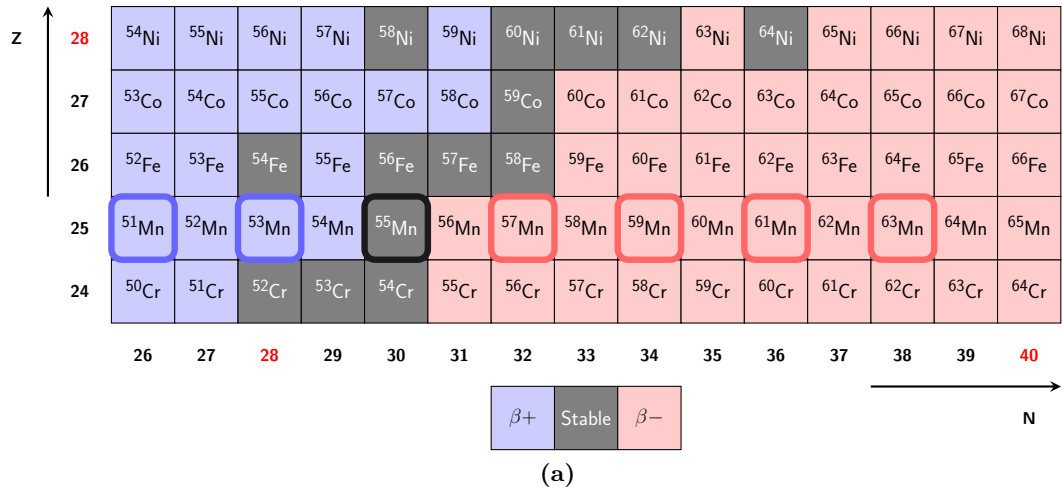 Z 28 ⁵⁴Ni ⁵⁵Ni ⁵⁶Ni ⁵⁷Ni ⁵⁸Ni ⁵⁹Ni ⁶⁰Ni ⁶¹Ni ⁶²Ni ⁶³Ni ⁶⁴Ni ⁶⁵Ni ⁶⁶Ni ⁶⁷Ni ⁶⁸Ni
27 ⁵³Co ⁵⁴Co ⁵⁵Co ⁵⁶Co ⁵⁷Co ⁵⁸Co ⁵⁹Co ⁶⁰Co ⁶¹Co ⁶²Co ⁶³Co ⁶⁴Co ⁶⁵Co ⁶⁶Co ⁶⁷Co
26 ⁵²Fe ⁵³Fe ⁵⁴Fe ⁵⁵Fe ⁵⁶Fe ⁵⁷Fe ⁵⁸Fe ⁵⁹Fe ⁶⁰Fe ⁶¹Fe ⁶²Fe ⁶³Fe ⁶⁴Fe ⁶⁵Fe ⁶⁶Fe
25 ⁵¹Mn ⁵²Mn ⁵³Mn ⁵⁴Mn ⁵⁵Mn ⁵⁶Mn ⁵⁷Mn ⁵⁸Mn ⁵⁹Mn ⁶⁰Mn ⁶¹Mn ⁶²Mn ⁶³Mn ⁶⁴Mn ⁶⁵Mn
24 ⁵⁰Cr ⁵¹Cr ⁵²Cr ⁵³Cr ⁵⁴Cr ⁵⁵Cr ⁵⁶Cr ⁵⁷Cr ⁵⁸Cr ⁵⁹Cr ⁶⁰Cr ⁶¹Cr ⁶²Cr ⁶³Cr ⁶⁴Cr
26 27 28 29 30 31 32 33 34 35 36 37 38 39 40
β+ Stable β− N
(a)